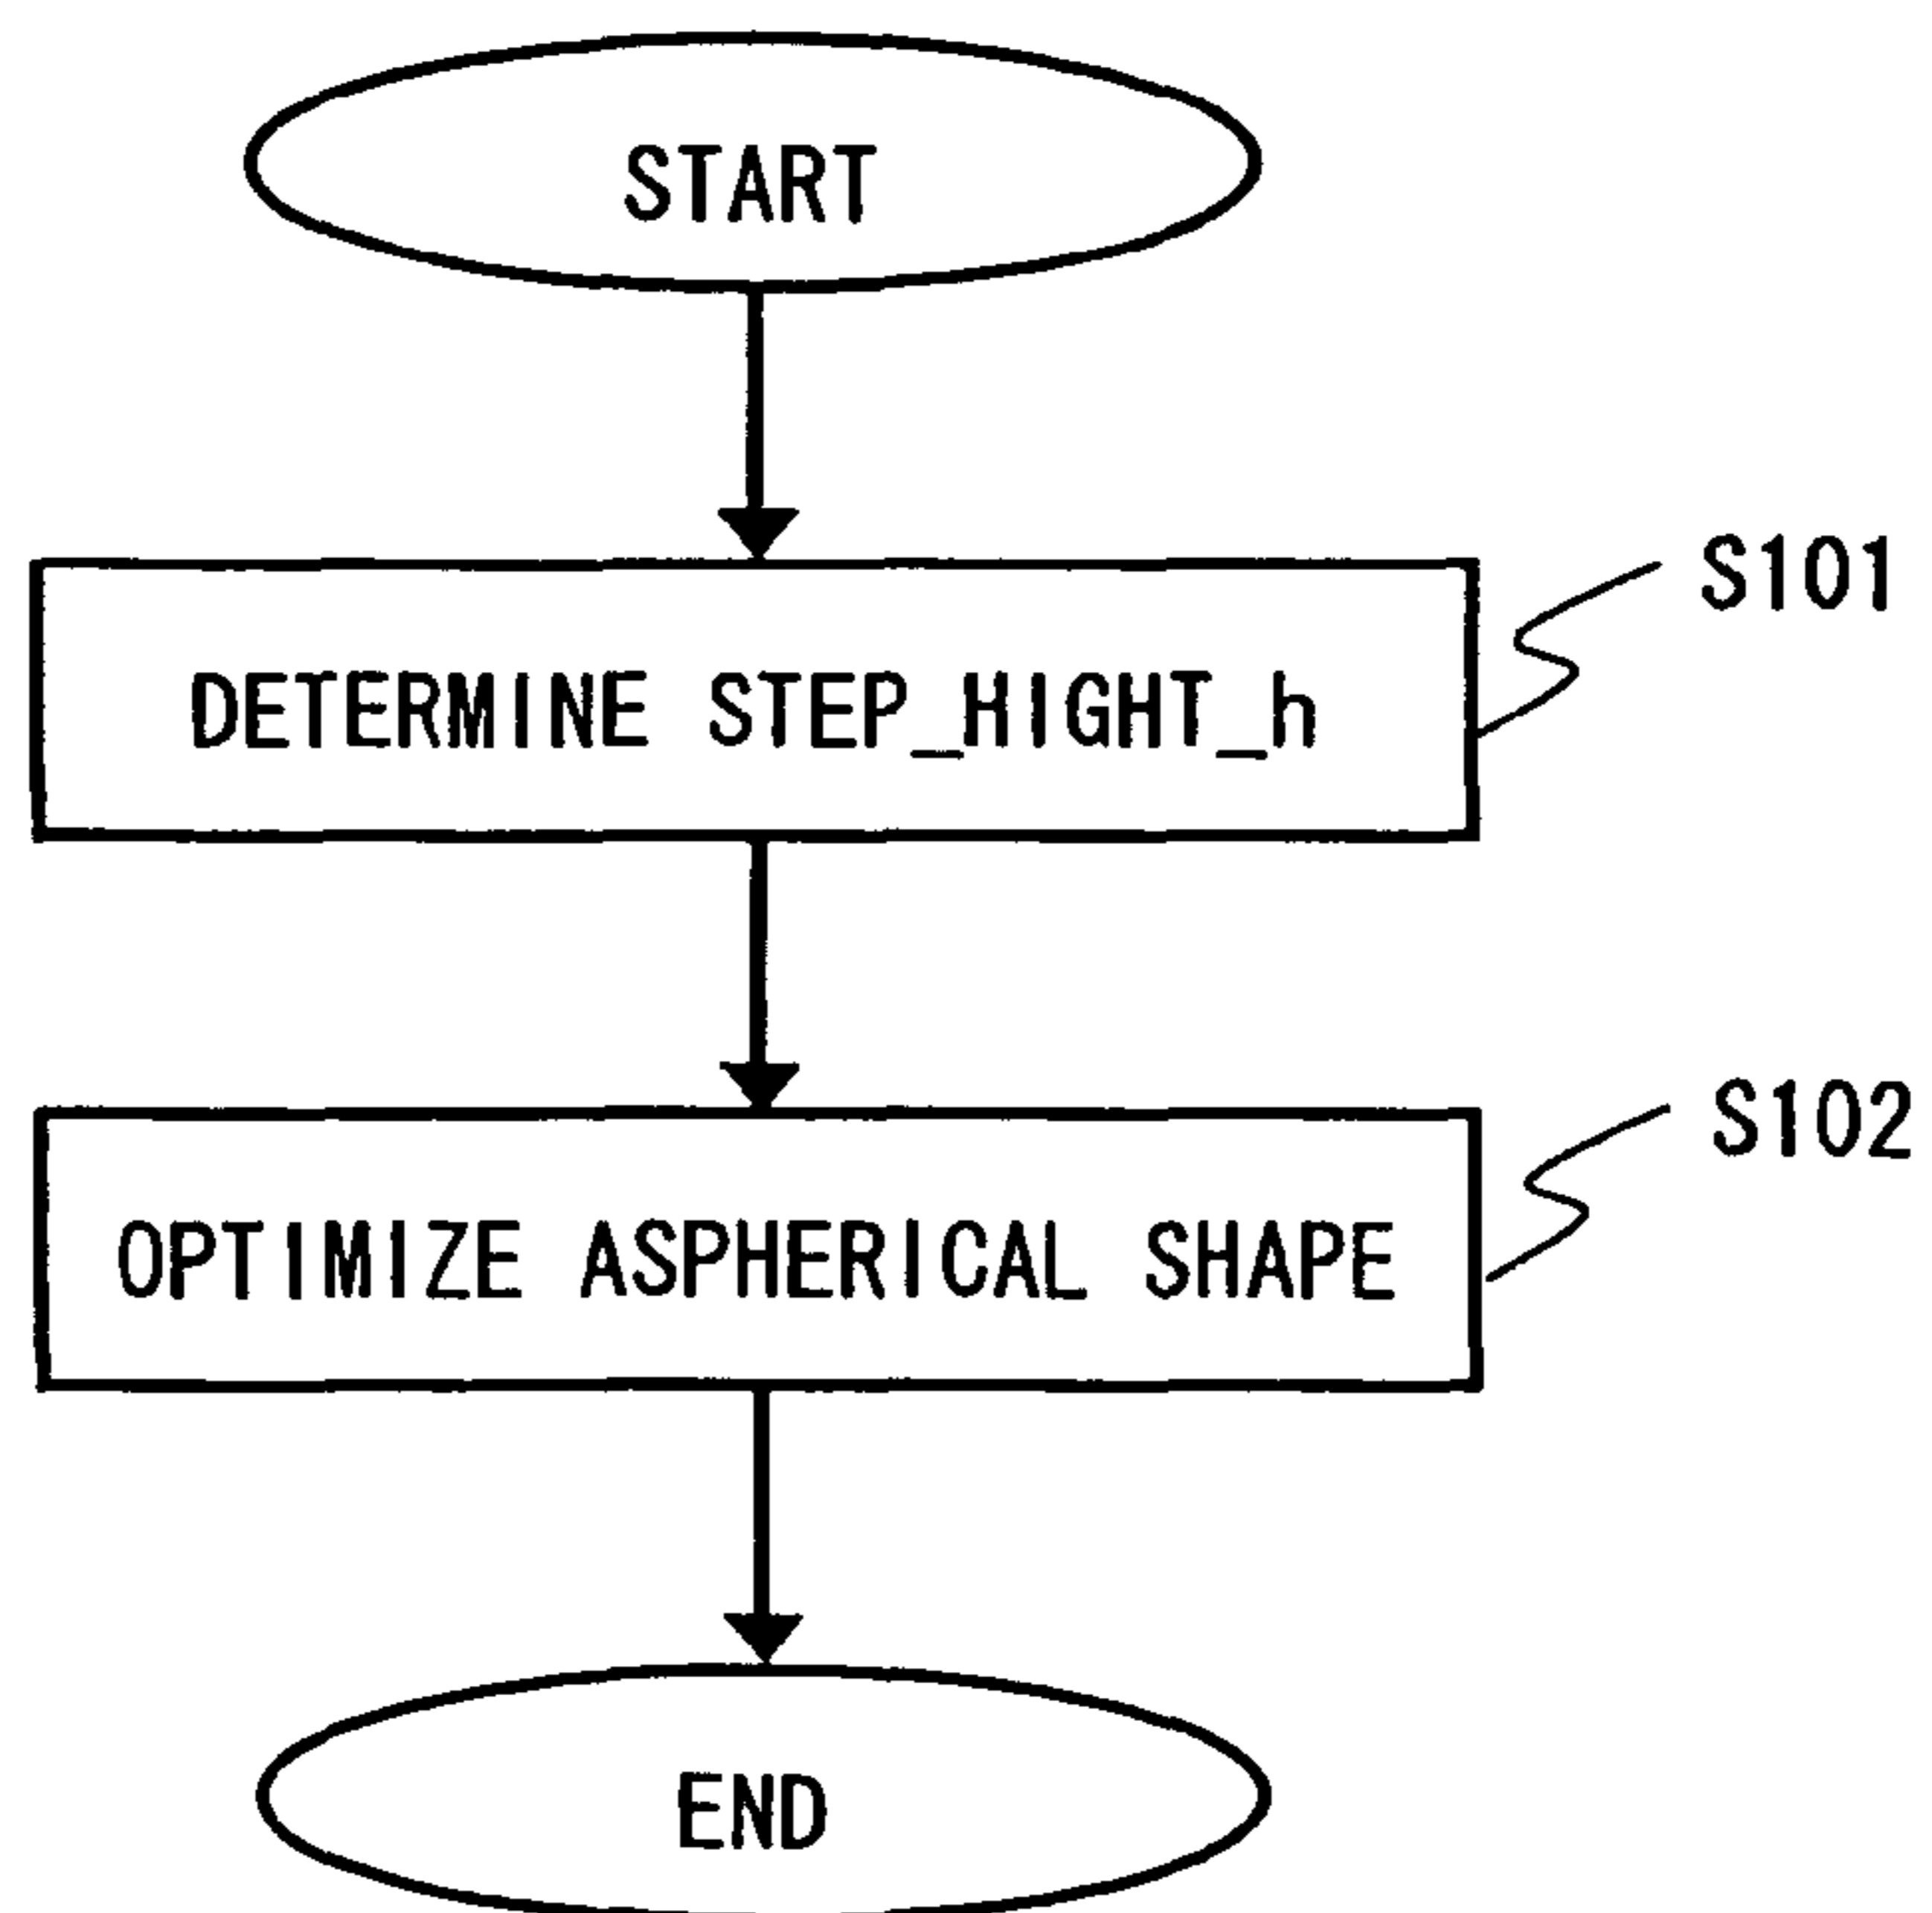 START
S101
DETERMINE STEP_HIGHT_h
S102
OPTIMIZE ASPHERICAL SHAPE
END